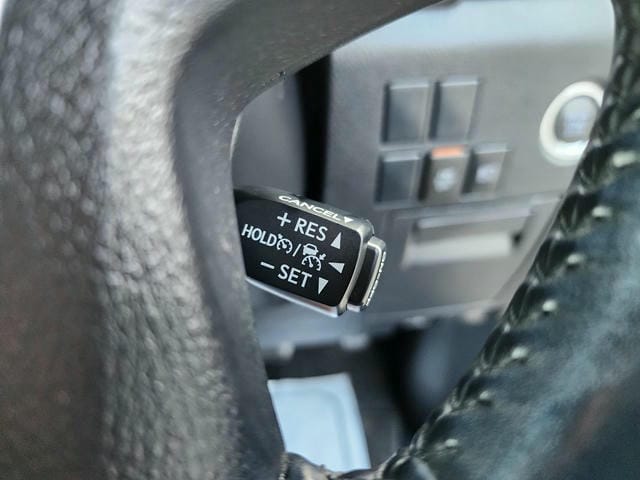 CANCEL
+ RES
HOLD /
− SET